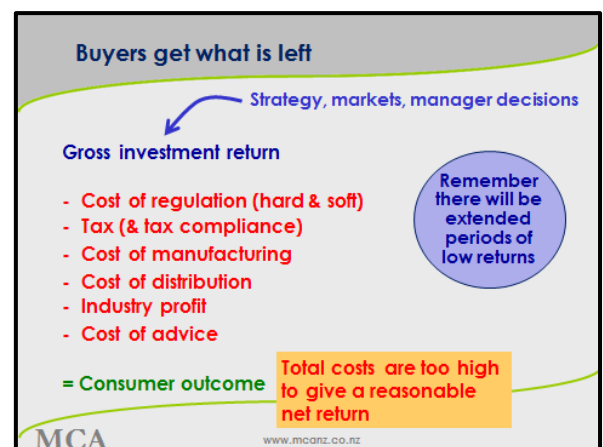 Buyers get what is left
Strategy, markets, manager decisions
Gross investment return
Remember
there will be
extended
periods of
low returns
- Cost of regulation (hard & soft)
- Tax (& tax compliance)
- Cost of manufacturing
- Cost of distribution
- Industry profit
- Cost of advice
= Consumer outcome
Total costs are too high
to give a reasonable
net return
MCA
www.mcanz.co.nz